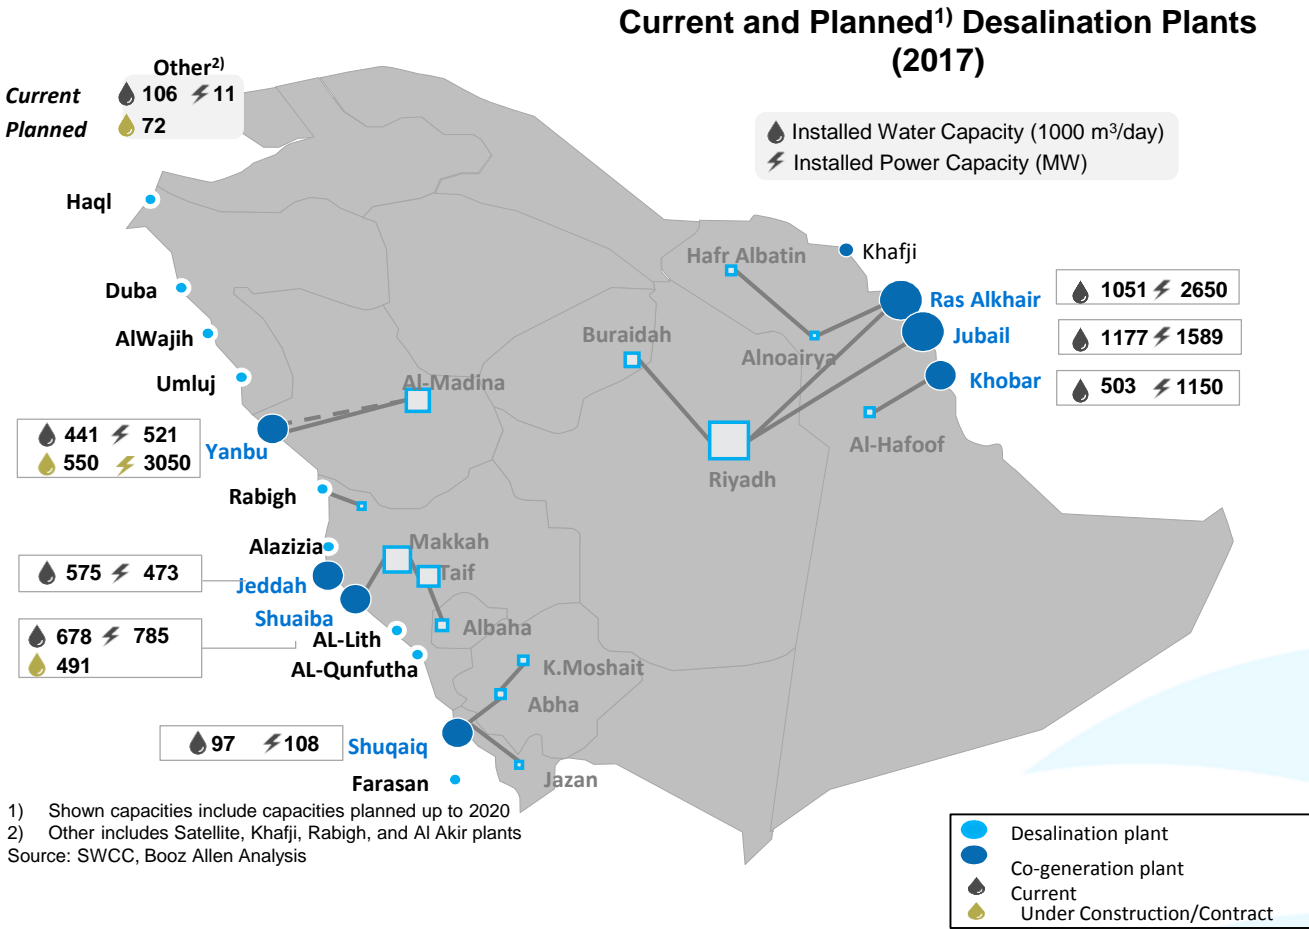 Current and Planned1) Desalination Plants
(2017)
Other2)
Current 106 11
Planned 72
Installed Water Capacity (1000 m3/day)
Installed Power Capacity (MW)
Haql
Duba
AlWajih
Umluj
Yanbu
441 521
550 3050
Rabigh
Alazizia
Jeddah
575 473
Shuaiba
678 785
491
AL-Lith
AL-Qunfutha
Shuqaiq
97 108
Farasan
Al-Madina
Makkah
Taif
Albaha
K.Moshait
Abha
Jazan
Hafr Albatin
Buraidah
Alnoairya
Riyadh
Al-Hafoof
Khafji
Ras Alkhair
1051 2650
Jubail
1177 1589
Khobar
503 1150
1) Shown capacities include capacities planned up to 2020
2) Other includes Satellite, Khafji, Rabigh, and Al Akir plants
Source: SWCC, Booz Allen Analysis
Desalination plant
Co-generation plant
Current
Under Construction/Contract